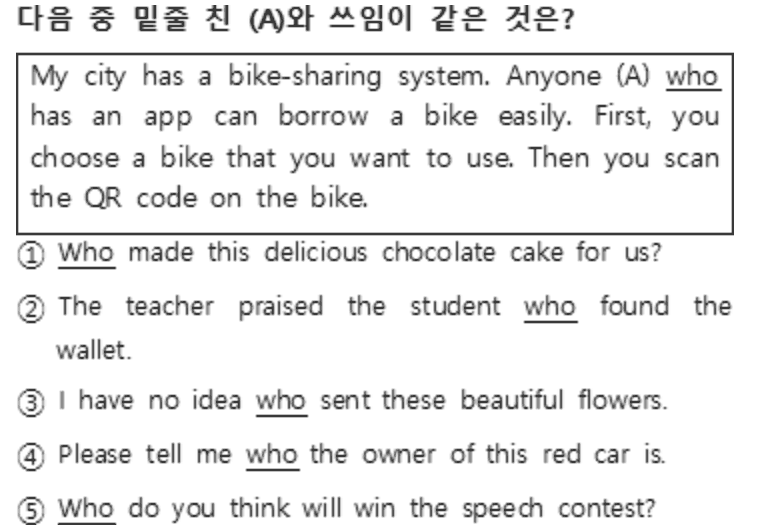 다음 중 밑줄 친 (A)와 쓰임이 같은 것은?
My city has a bike-sharing system. Anyone (A) who
has an app can borrow a bike easily. First, you
choose a bike that you want to use. Then you scan
the QR code on the bike.
① Who made this delicious chocolate cake for us?
② The teacher praised the student who found the
wallet.
③ I have no idea who sent these beautiful flowers.
④ Please tell me who the owner of this red car is.
⑤ Who do you think will win the speech contest?